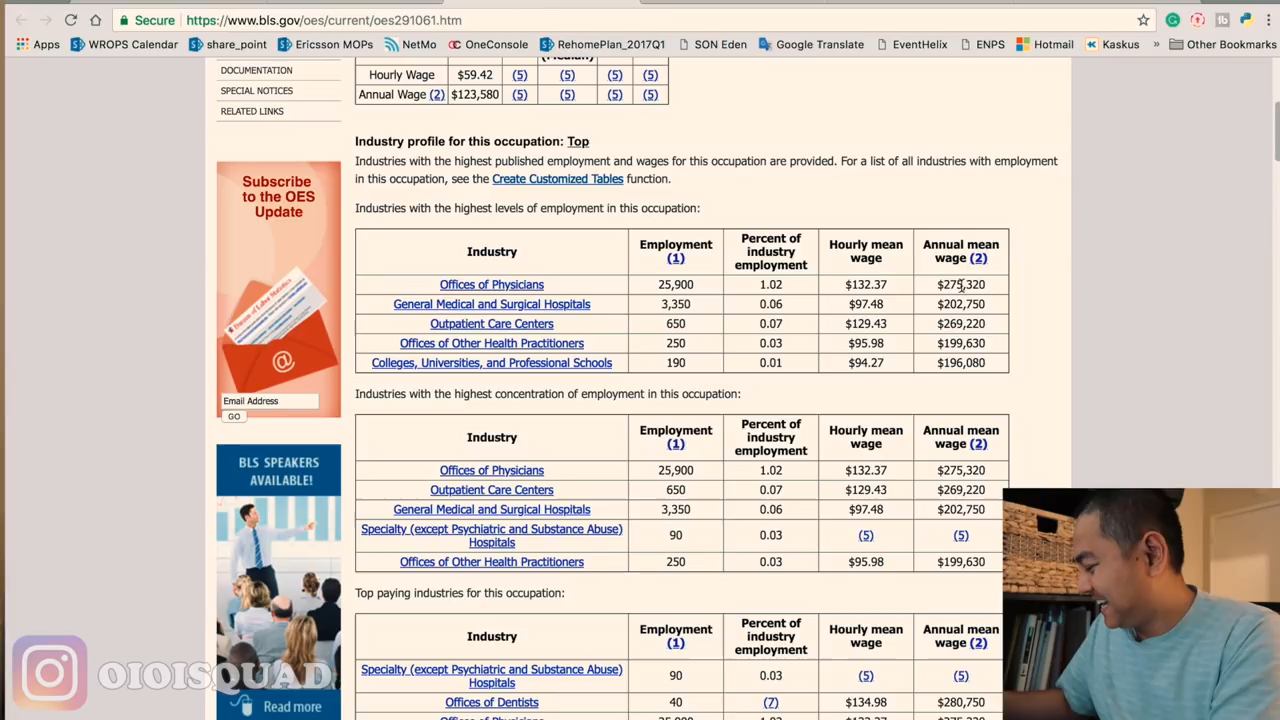 Secure https://www.bls.gov/oes/current/oes291061.htm
Apps WROPS Calendar share_point Ericsson MOPs NetMo OneConsole RehomePlan_2017Q1 SON Eden Google Translate EventHelix ENPS Hotmail Kaskus » Other Bookmarks
DOCUMENTATION
SPECIAL NOTICES
RELATED LINKS
Subscribe
to the OES
Update
@
Email Address
GO
BLS SPEAKERS
AVAILABLE!
Read more
OIOISQUAD
Hourly Wage $59.42 (5) (5) (5) (5)
Annual Wage (2) $123,580 (5) (5) (5) (5)
Industry profile for this occupation: Top
Industries with the highest published employment and wages for this occupation are provided. For a list of all industries with employment
in this occupation, see the Create Customized Tables function.
Industries with the highest levels of employment in this occupation:
Industry Employment (1) Percent of industry employment Hourly mean wage Annual mean wage (2)
Offices of Physicians 25,900 1.02 $132.37 $275,320
General Medical and Surgical Hospitals 3,350 0.06 $97.48 $202,750
Outpatient Care Centers 650 0.07 $129.43 $269,220
Offices of Other Health Practitioners 250 0.03 $95.98 $199,630
Colleges, Universities, and Professional Schools 190 0.01 $94.27 $196,080
Industries with the highest concentration of employment in this occupation:
Industry Employment (1) Percent of industry employment Hourly mean wage Annual mean wage (2)
Offices of Physicians 25,900 1.02 $132.37 $275,320
Outpatient Care Centers 650 0.07 $129.43 $269,220
General Medical and Surgical Hospitals 3,350 0.06 $97.48 $202,750
Specialty (except Psychiatric and Substance Abuse) Hospitals 90 0.03 (5) (5)
Offices of Other Health Practitioners 250 0.03 $95.98 $199,630
Top paying industries for this occupation:
Industry Employment (1) Percent of industry employment Hourly mean wage Annual mean wage (2)
Specialty (except Psychiatric and Substance Abuse) Hospitals 90 0.03 (5) (5)
Offices of Dentists 40 (7) $134.98 $280,750